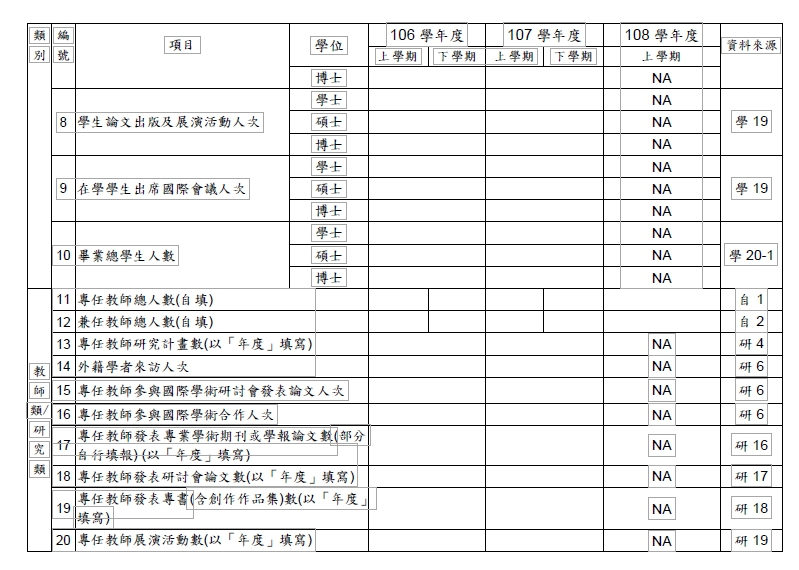 類別 編號 項目 學位 106 學年度 107 學年度 108 學年度 資料來源
上學期 下學期 上學期 下學期 上學期
博士 NA
8 學生論文出版及展演活動人次 學士 NA 學 19
碩士 NA
博士 NA
9 在學學生出席國際會議人次 學士 NA 學 19
碩士 NA
博士 NA
10 畢業總學生人數 學士 NA 學 20-1
碩士 NA
博士 NA
教師類/研究類
11 專任教師總人數(自填) 自 1
12 兼任教師總人數(自填) 自 2
13 專任教師研究計畫數(以「年度」填寫) NA 研 4
14 外籍學者來訪人次 NA 研 6
15 專任教師參與國際學術研討會發表論文人次 NA 研 6
16 專任教師參與國際學術合作人次 NA 研 6
17 專任教師發表專業學術期刊或學報論文數(部分 NA 研 16
自行填報)(以「年度」填寫)
18 專任教師發表研討會論文數(以「年度」填寫) NA 研 17
19 專任教師發表專書(含創作作品集)數(以「年度」 NA 研 18
填寫)
20 專任教師展演活動數(以「年度」填寫) NA 研 19